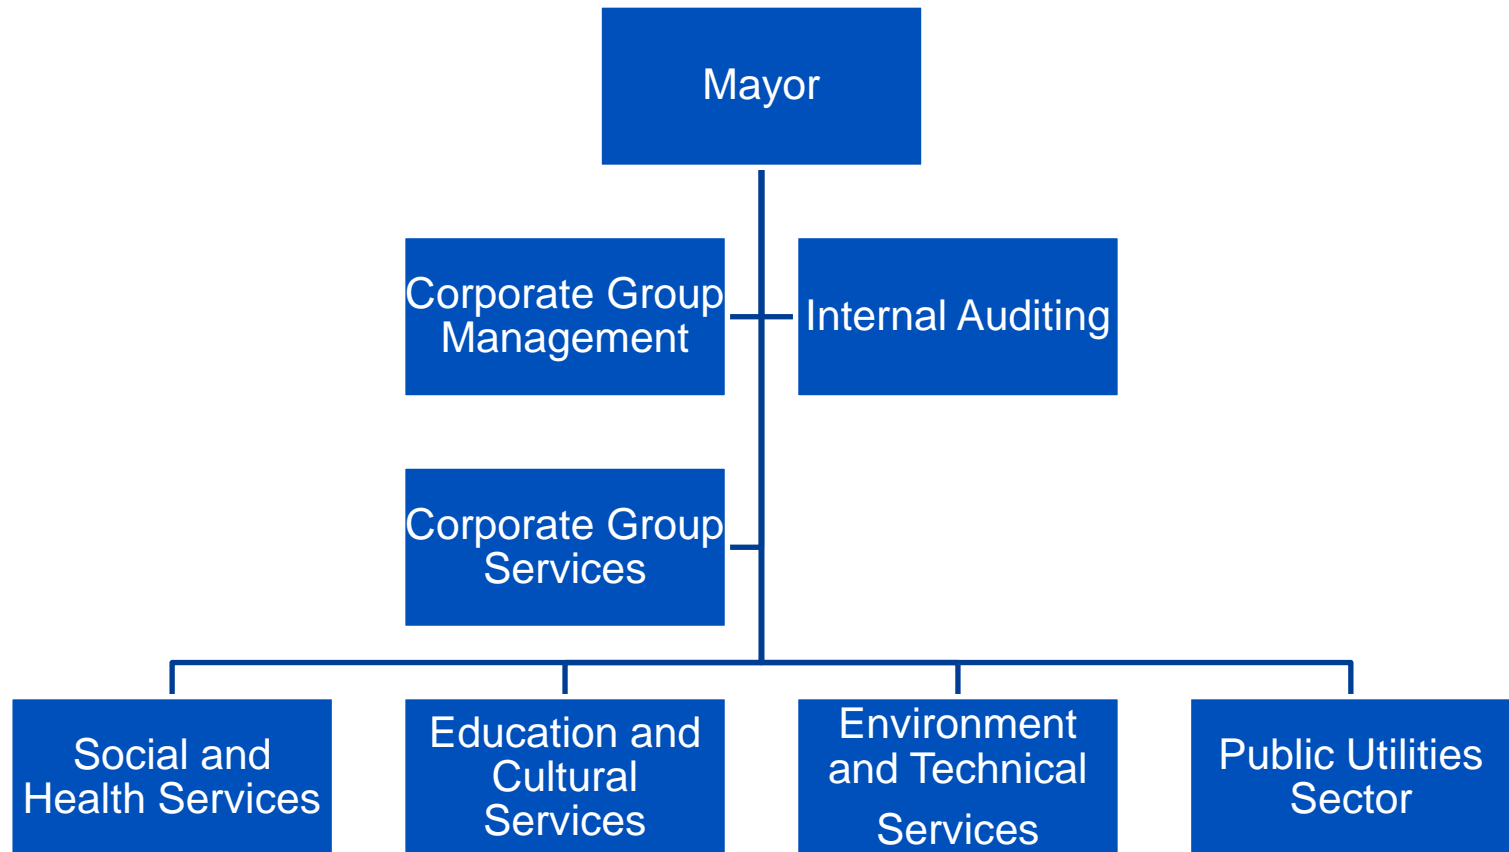 Mayor
Corporate Group
Management
Internal Auditing
Corporate Group
Services
Social and
Health Services
Education and
Cultural
Services
Environment
and Technical
Services
Public Utilities
Sector